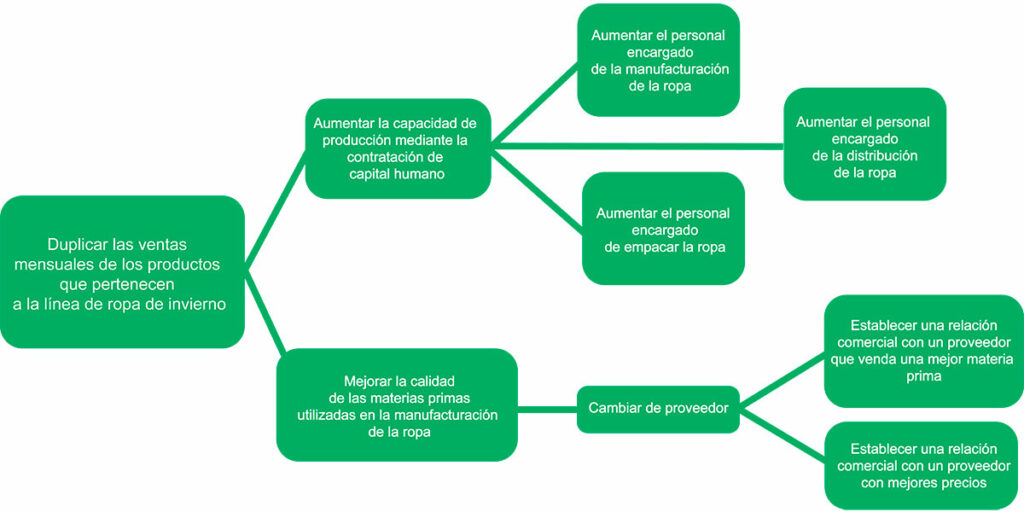 Duplicar las ventas
mensuales de los productos
que pertenecen
a la línea de ropa de invierno
Aumentar la capacidad de
producción mediante la
contratación de
capital humano
Aumentar el personal
encargado
de la manufacturación
de la ropa
Aumentar el personal
encargado
de la distribución
de la ropa
Aumentar el personal
encargado
de empacar la ropa
Mejorar la calidad
de las materias primas
utilizadas en la manufacturación
de la ropa
Cambiar de proveedor
Establecer una relación
comercial con un proveedor
que venda una mejor materia
prima
Establecer una relación
comercial con un proveedor
con mejores precios